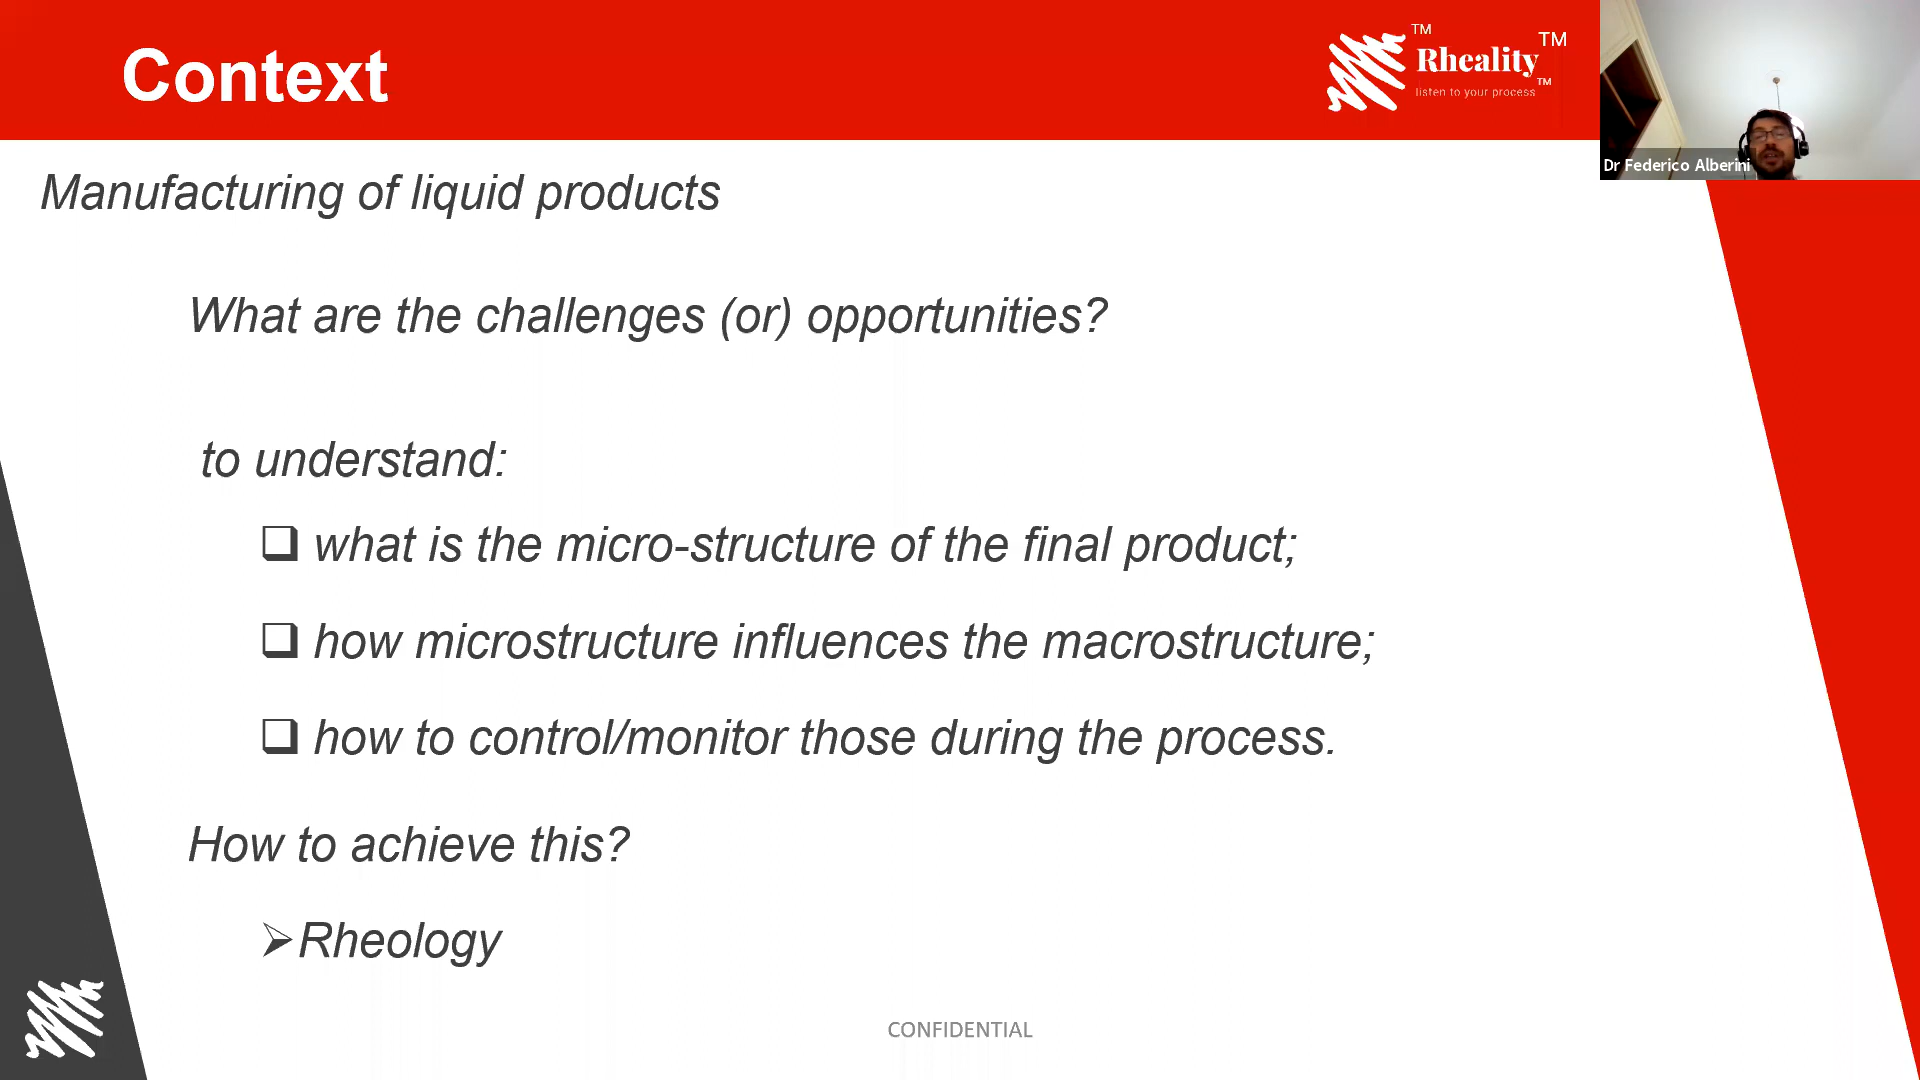 Context
TM
Rheality TM
listen to your process TM
Dr Federico Alberini
Manufacturing of liquid products
What are the challenges (or) opportunities?
to understand:
❑ what is the micro-structure of the final product;
❑ how microstructure influences the macrostructure;
❑ how to control/monitor those during the process.
How to achieve this?
➢Rheology
CONFIDENTIAL